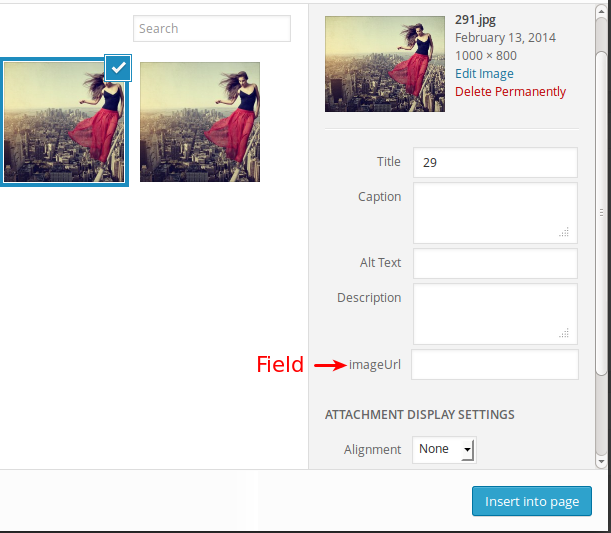 Search
291.jpg
February 13, 2014
1000 × 800
Edit Image
Delete Permanently
Title 29
Caption
Alt Text
Description
Field imageUrl
ATTACHMENT DISPLAY SETTINGS
Alignment None
Insert into page